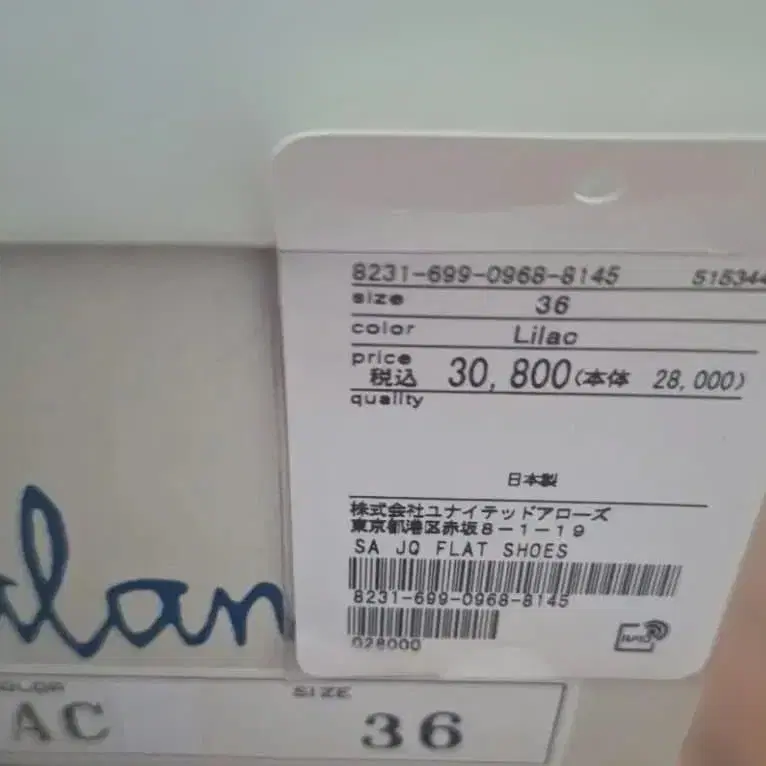 8231-699-0968-8145 515344
size 36
color Lilac
price
税込 30,800(本体 28,000)
quality
日本製
株式会社ユナイテッドアローズ
東京都港区赤坂8-1-19
SA JQ FLAT SHOES
8231-699-0968-8145
028000
alan
COLOR SIZE
AC 36